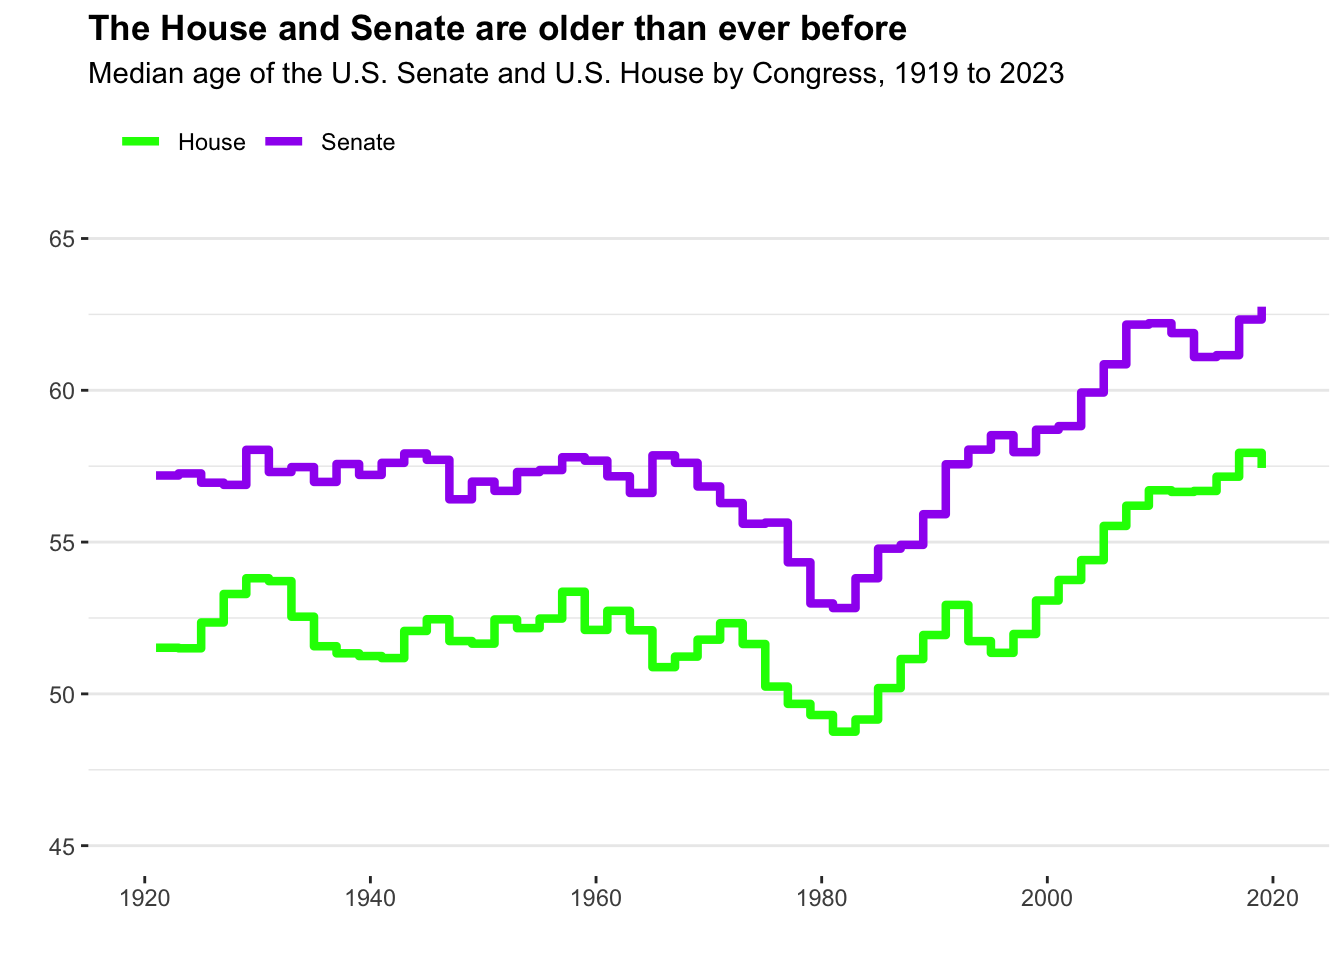 The House and Senate are older than ever before
Median age of the U.S. Senate and U.S. House by Congress, 1919 to 2023
House Senate
65
60
55
50
45
1920 1940 1960 1980 2000 2020